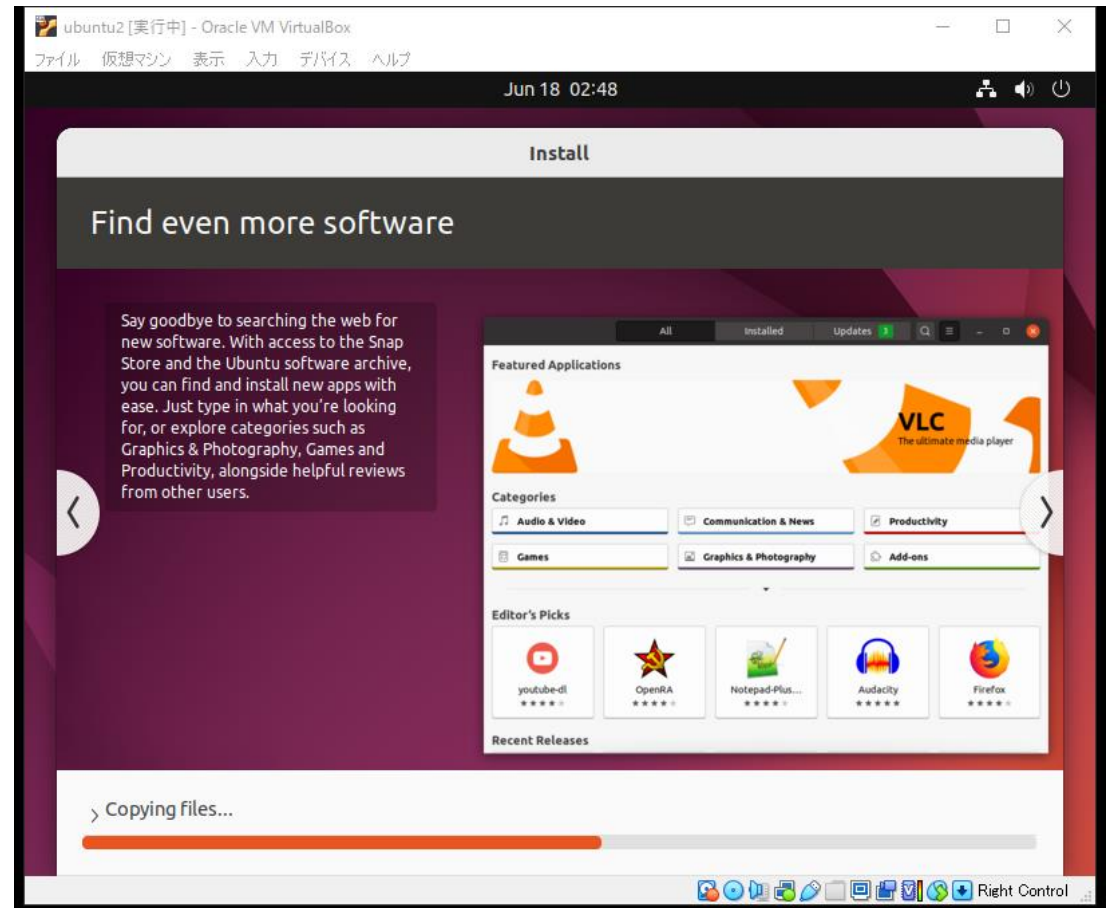 ubuntu2 [実行中] - Oracle VM VirtualBox
ファイル 仮想マシン 表示 入力 デバイス ヘルプ
Jun 18 02:48
Install
Find even more software
Say goodbye to searching the web for
new software. With access to the Snap
Store and the Ubuntu software archive,
you can find and install new apps with
ease. Just type in what you're looking
for, or explore categories such as
Graphics & Photography, Games and
Productivity, alongside helpful reviews
from other users.
All Installed Updates 3
Featured Applications
VLC
The ultimate media player
Categories
Audio & Video Communication & News Productivity
Games Graphics & Photography Add-ons
Editor's Picks
youtube-dl OpenRA Notepad-Plus... Audacity Firefox
Recent Releases
Copying files...
Right Control